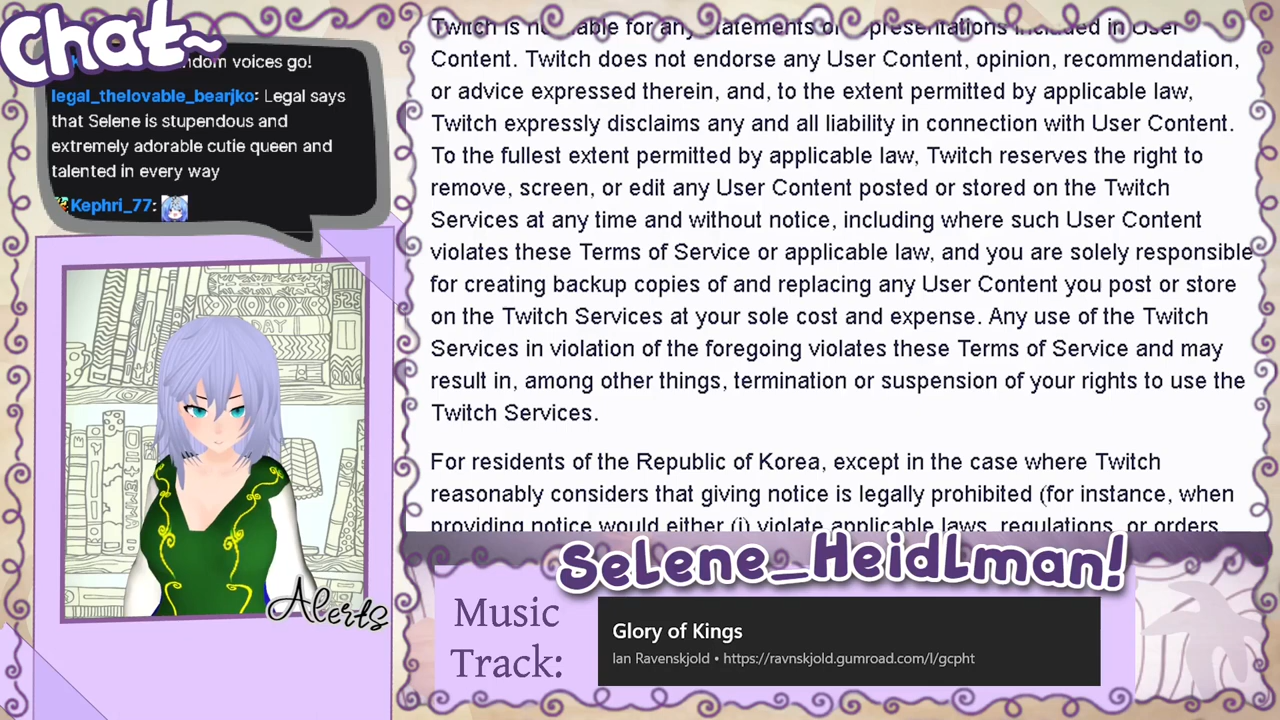 Chat~
ndom voices go!
legal_thelovable_bearjko: Legal says
that Selene is stupendous and
extremely adorable cutie queen and
talented in every way
Kephri_77:
Twitch is not liable for any statements or representations included in User
Content. Twitch does not endorse any User Content, opinion, recommendation,
or advice expressed therein, and, to the extent permitted by applicable law,
Twitch expressly disclaims any and all liability in connection with User Content.
To the fullest extent permitted by applicable law, Twitch reserves the right to
remove, screen, or edit any User Content posted or stored on the Twitch
Services at any time and without notice, including where such User Content
violates these Terms of Service or applicable law, and you are solely responsible
for creating backup copies of and replacing any User Content you post or store
on the Twitch Services at your sole cost and expense. Any use of the Twitch
Services in violation of the foregoing violates these Terms of Service and may
result in, among other things, termination or suspension of your rights to use the
Twitch Services.
For residents of the Republic of Korea, except in the case where Twitch
reasonably considers that giving notice is legally prohibited (for instance, when
providing notice would either (i) violate applicable laws, regulations, or orders
DAY
Alerts
Selene_Heidlman!
Music
Track:
Glory of Kings
Ian Ravenskjold • https://ravnskjold.gumroad.com/l/gcpht